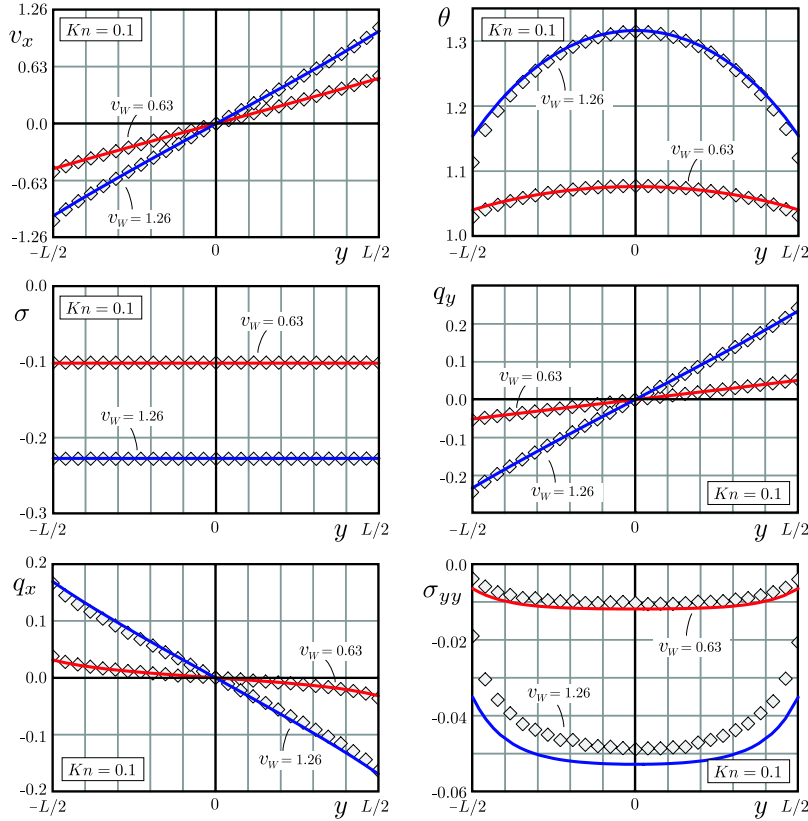 1.26
v_x
Kn = 0.1
0.63
v_W = 0.63
0.0
-0.63
v_W = 1.26
-1.26
-L/2
0
y
L/2
θ
Kn = 0.1
1.3
v_W = 1.26
1.2
v_W = 0.63
1.1
1.0
-L/2
0
y
L/2
0.0
σ
Kn = 0.1
v_W = 0.63
-0.1
v_W = 1.26
-0.2
-0.3
-L/2
0
y
L/2
q_y
Kn = 0.1
0.2
0.1
v_W = 0.63
0.0
-0.1
v_W = 1.26
-0.2
Kn = 0.1
-L/2
0
y
L/2
0.2
q_x
0.1
v_W = 0.63
0.0
-0.1
v_W = 1.26
Kn = 0.1
-0.2
-L/2
0
y
L/2
0.0
σ_yy
v_W = 0.63
-0.02
v_W = 1.26
-0.04
Kn = 0.1
-0.06
-L/2
0
y
L/2